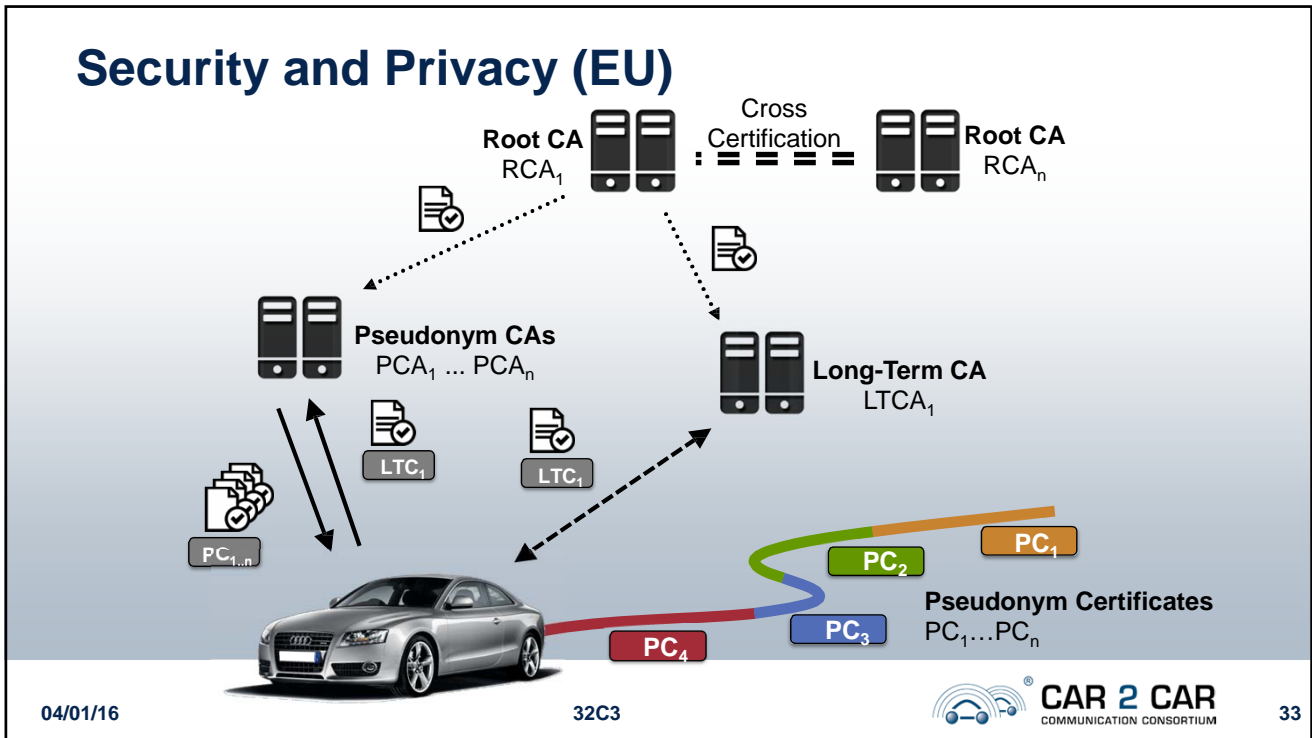 Security and Privacy (EU)
Cross
Certification
Root CA
RCA₁
Root CA
RCAₙ
Pseudonym CAs
PCA₁ ... PCAₙ
Long-Term CA
LTCA₁
LTC₁
LTC₁
PC₁..ₙ
PC₁
PC₂
PC₃
PC₄
Pseudonym Certificates
PC₁…PCₙ
04/01/16
32C3
® CAR 2 CAR
COMMUNICATION CONSORTIUM
33